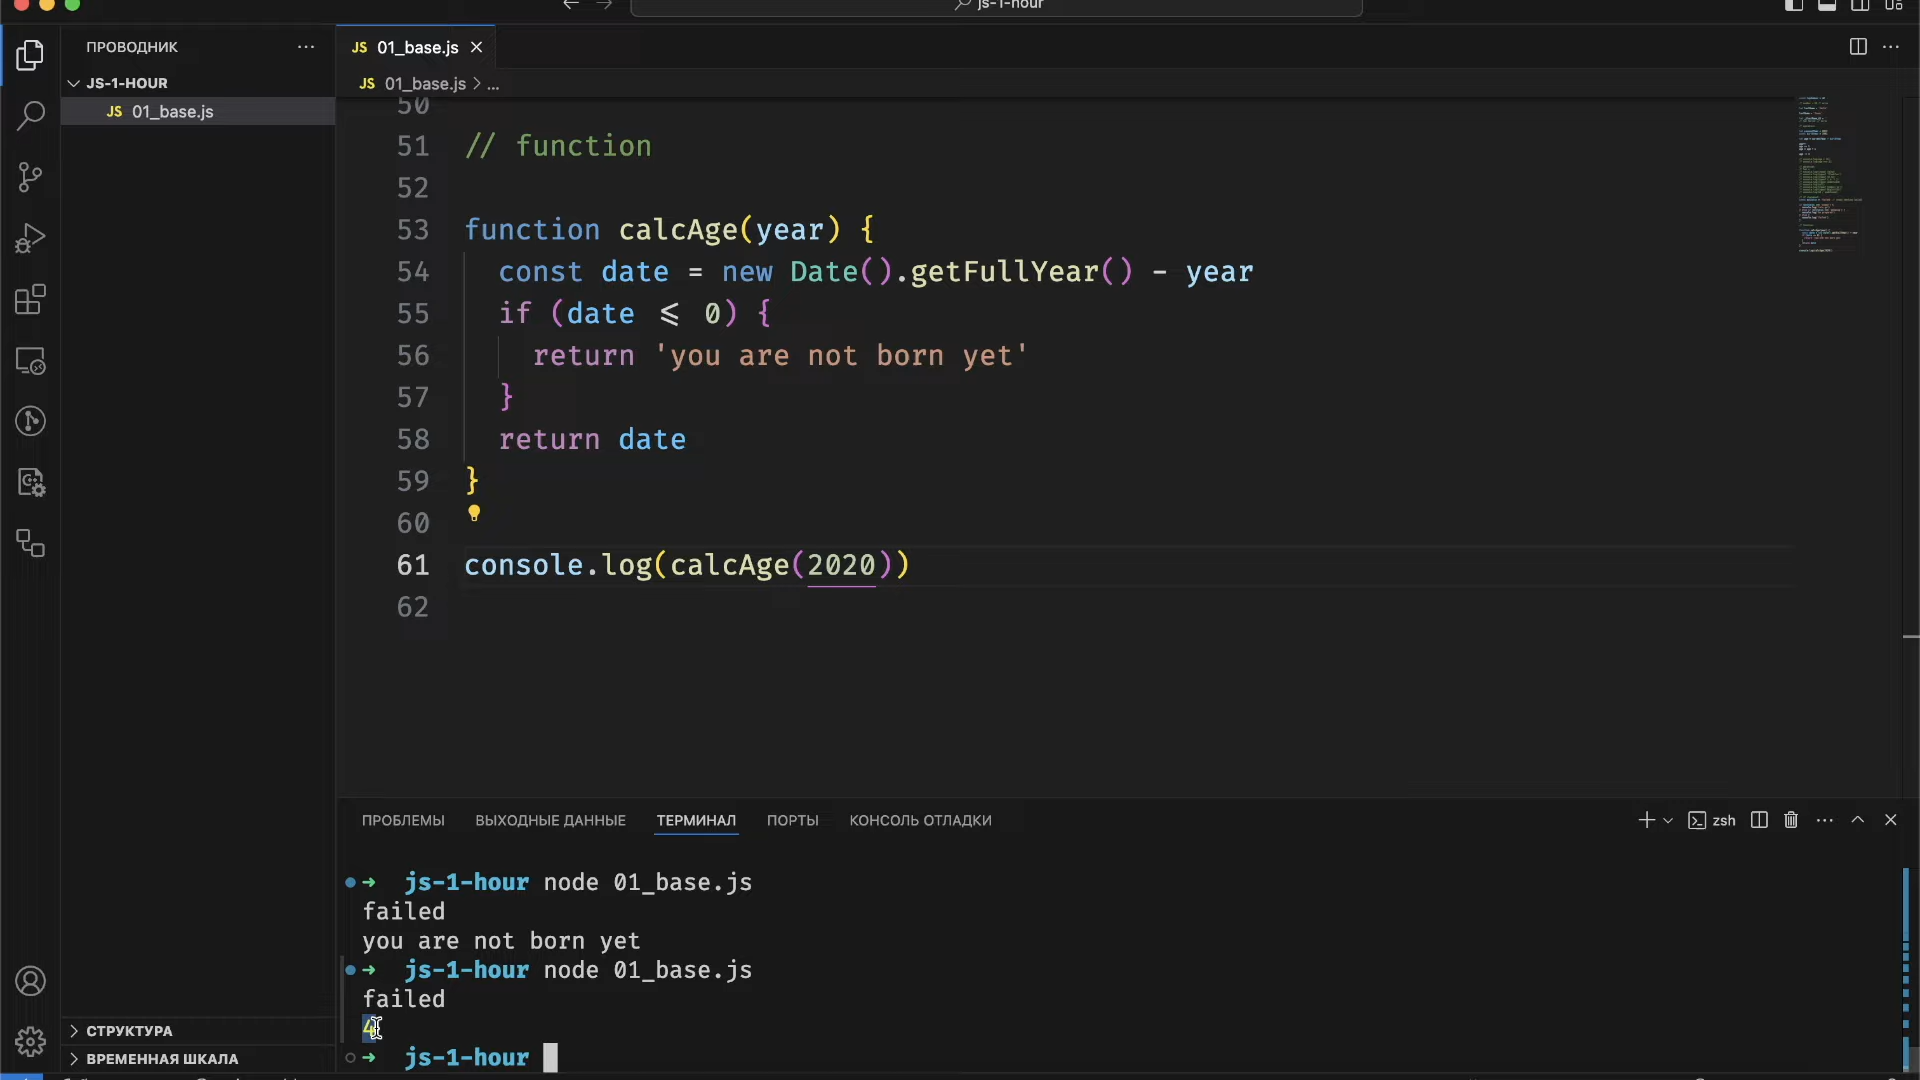 js-1-hour
ПРОВОДНИК
JS 01_base.js
JS-1-HOUR
JS 01_base.js > ...
JS 01_base.js
50
51 // function
52
53 function calcAge(year) {
54 const date = new Date().getFullYear() - year
55 if (date <= 0) {
56 return 'you are not born yet'
57 }
58 return date
59 }
60
61 console.log(calcAge(2020))
62
ПРОБЛЕМЫ ВЫХОДНЫЕ ДАННЫЕ ТЕРМИНАЛ ПОРТЫ КОНСОЛЬ ОТЛАДКИ
zsh
➜ js-1-hour node 01_base.js
failed
you are not born yet
➜ js-1-hour node 01_base.js
failed
4
➜ js-1-hour
СТРУКТУРА
ВРЕМЕННАЯ ШКАЛА